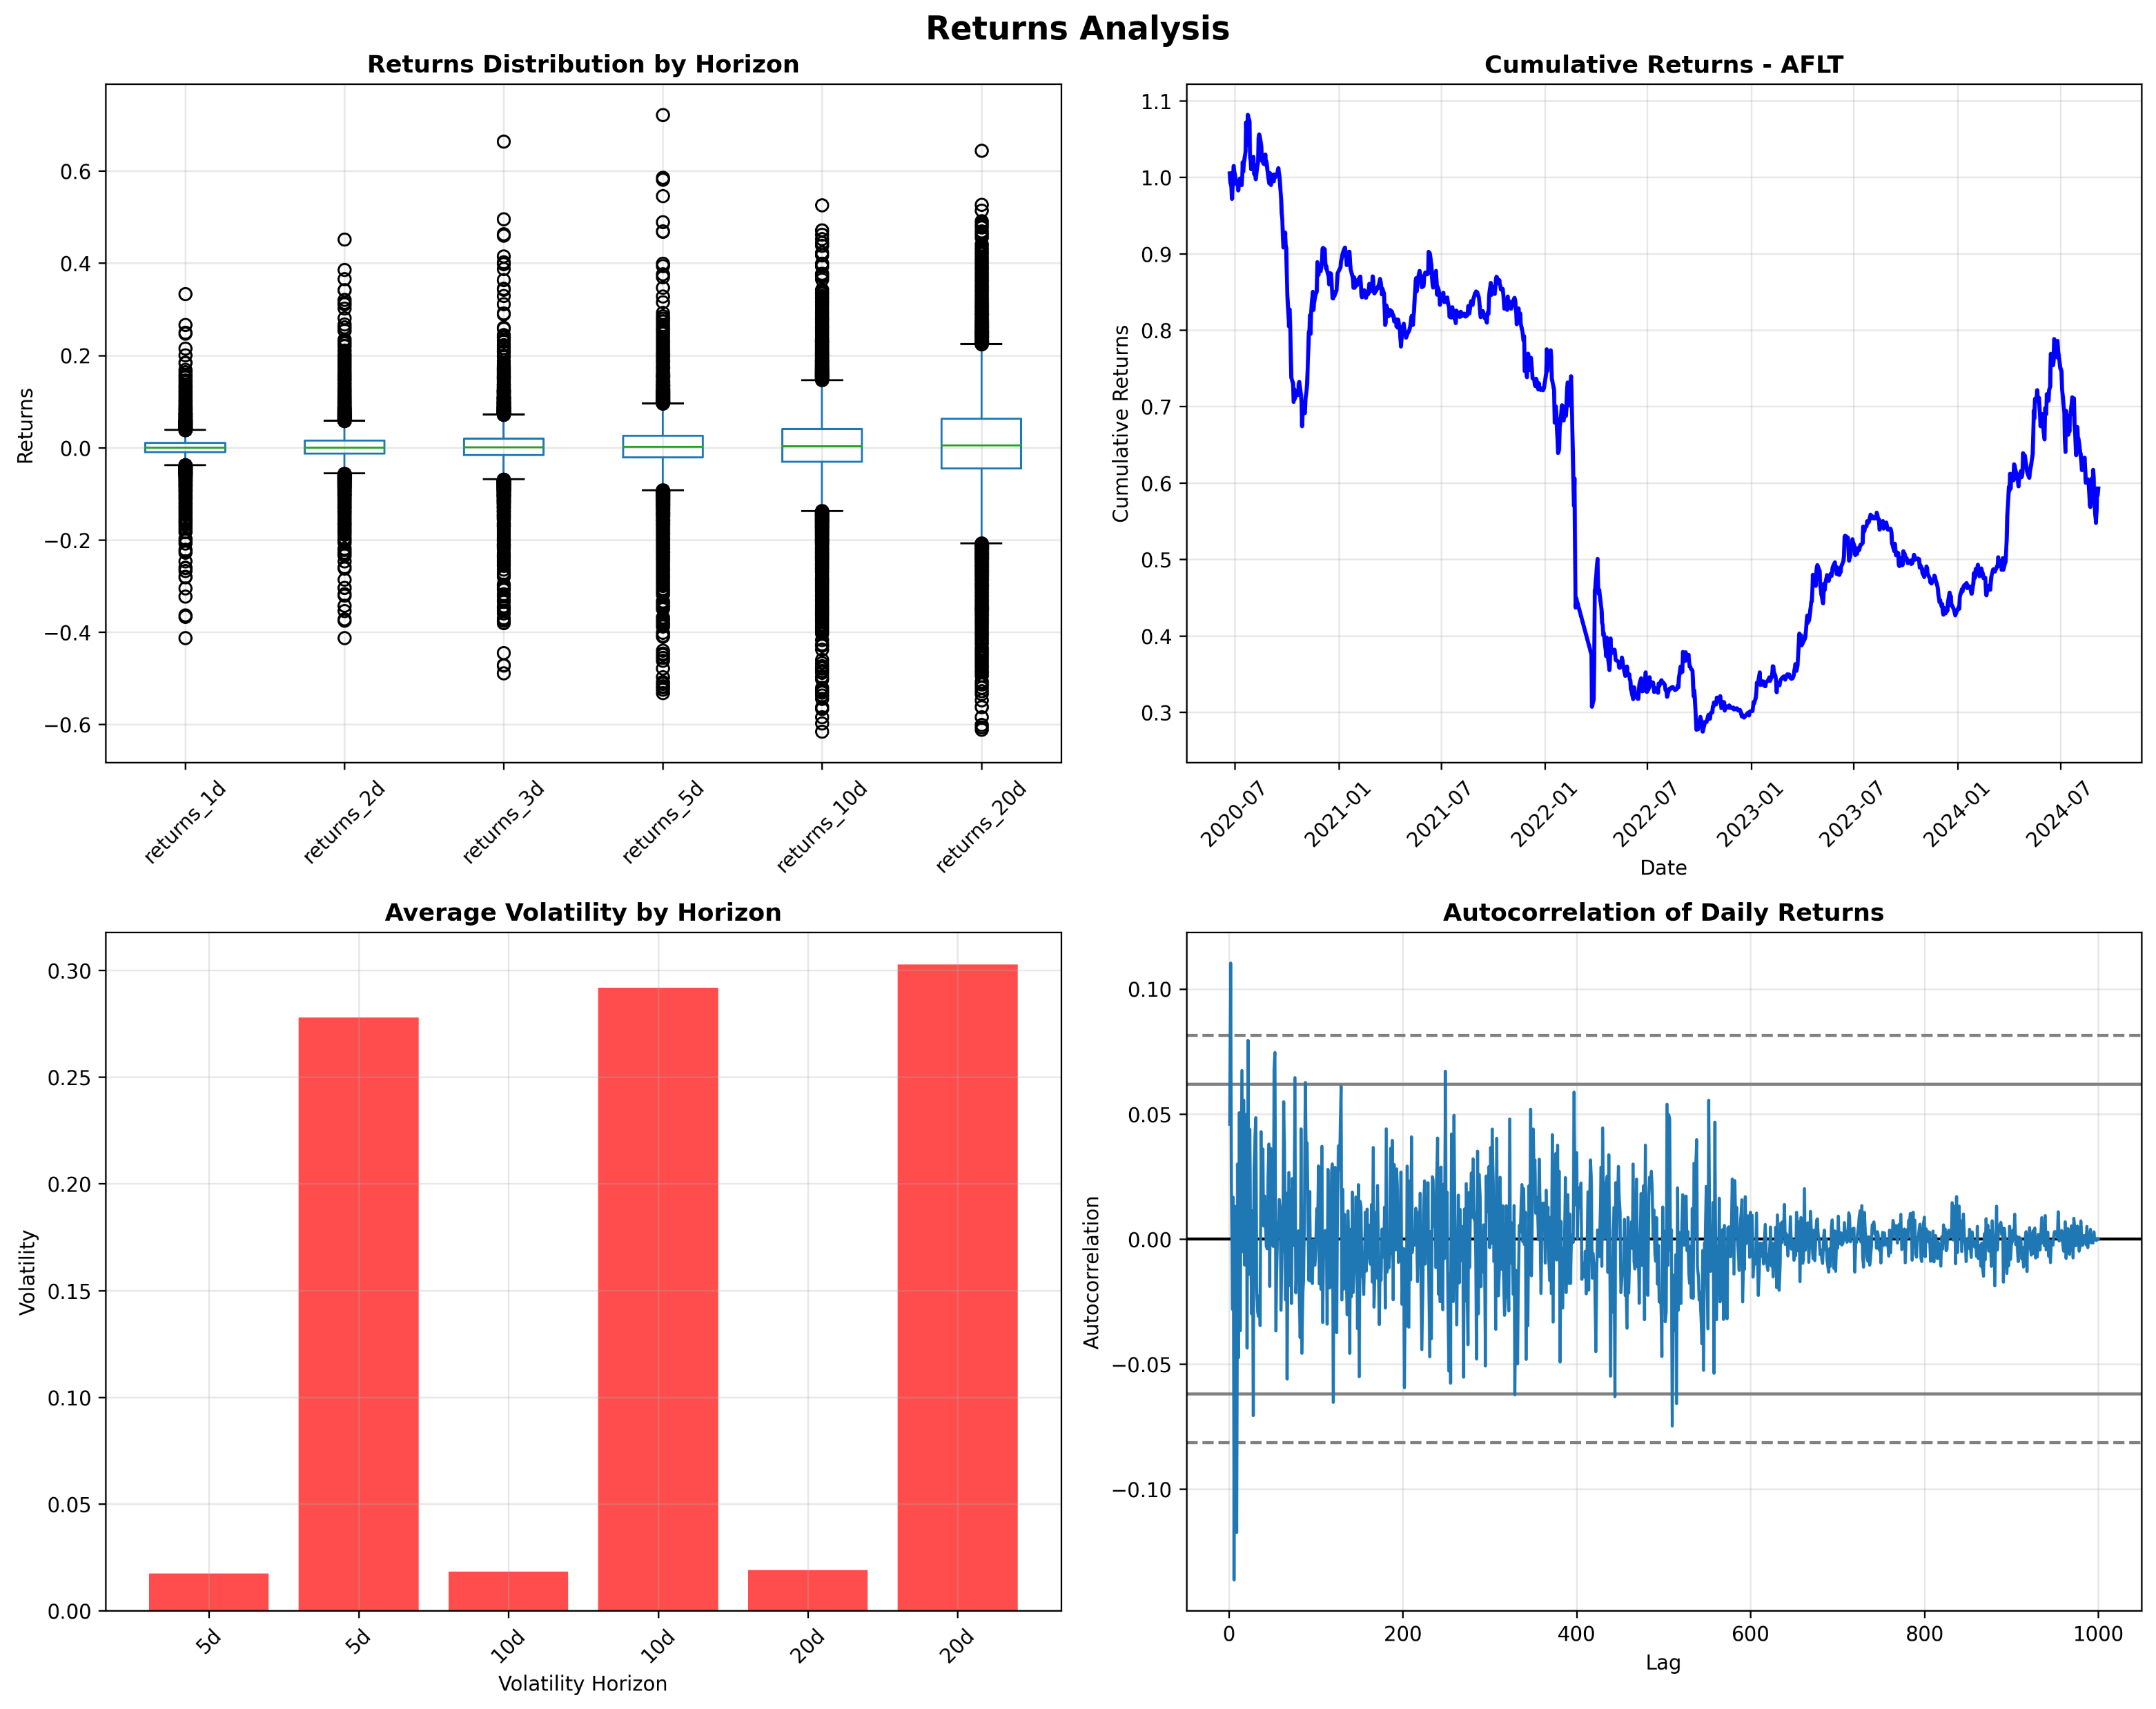 Returns Analysis
Returns Distribution by Horizon
Returns
0.6
0.4
0.2
0.0
−0.2
−0.4
−0.6
returns_1d
returns_2d
returns_3d
returns_5d
returns_10d
returns_20d
Cumulative Returns - AFLT
Cumulative Returns
1.1
1.0
0.9
0.8
0.7
0.6
0.5
0.4
0.3
2020-07
2021-01
2021-07
2022-01
2022-07
2023-01
2023-07
2024-01
2024-07
Date
Average Volatility by Horizon
Volatility
0.30
0.25
0.20
0.15
0.10
0.05
0.00
5d
5d
10d
10d
20d
20d
Volatility Horizon
Autocorrelation of Daily Returns
Autocorrelation
0.10
0.05
0.00
−0.05
−0.10
0
200
400
600
800
1000
Lag